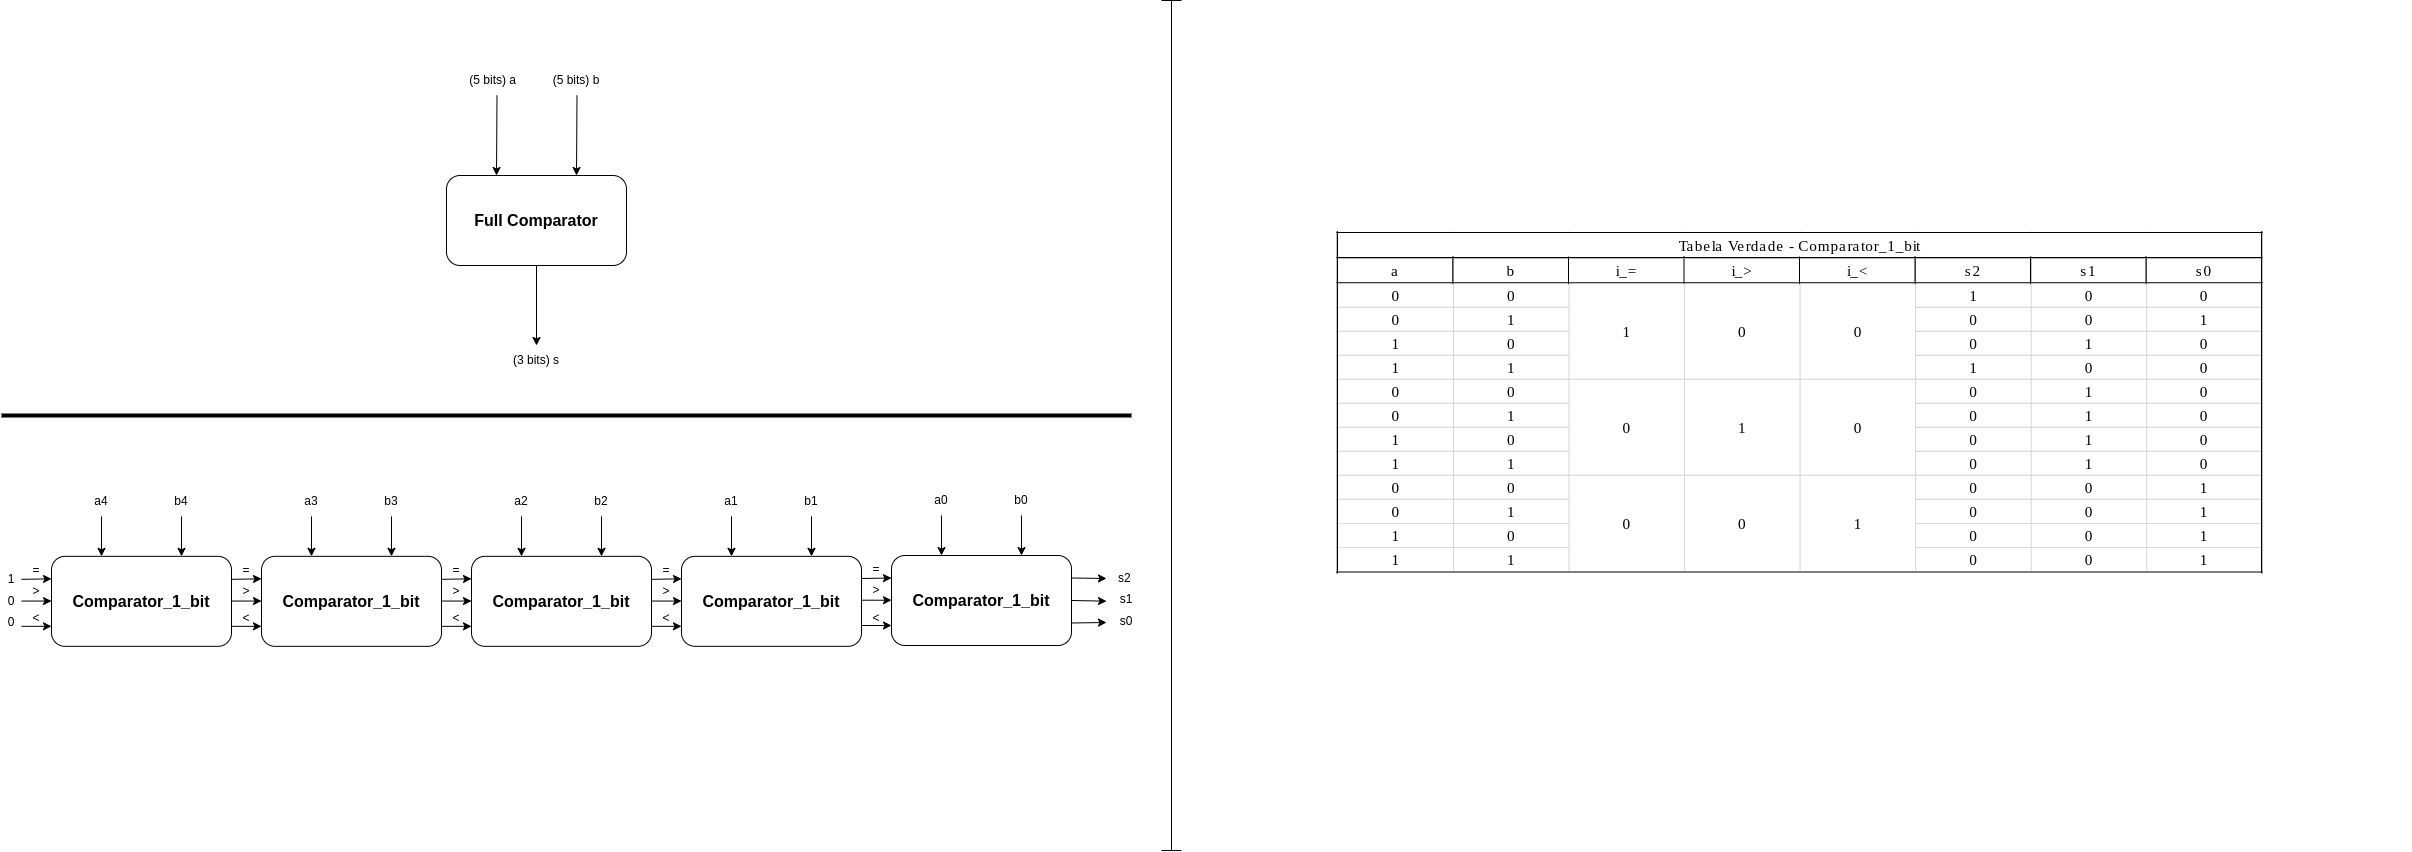 (5 bits) a (5 bits) b
Full Comparator
(3 bits) s
a4 b4 a3 b3 a2 b2 a1 b1 a0 b0
= = = = =
1 s2
> > > > >
0 Comparator_1_bit Comparator_1_bit Comparator_1_bit Comparator_1_bit Comparator_1_bit s1
< < < < <
0 s0
Tabela Verdade - Comparator_1_bit
a b i_= i_> i_< s2 s1 s0
0 0 1 0 0
0 1 0 0 1
1 0 0
1 0 0 1 0
1 1 1 0 0
0 0 0 1 0
0 1 0 1 0
0 1 0
1 0 0 1 0
1 1 0 1 0
0 0 0 0 1
0 1 0 0 1
0 0 1
1 0 0 0 1
1 1 0 0 1